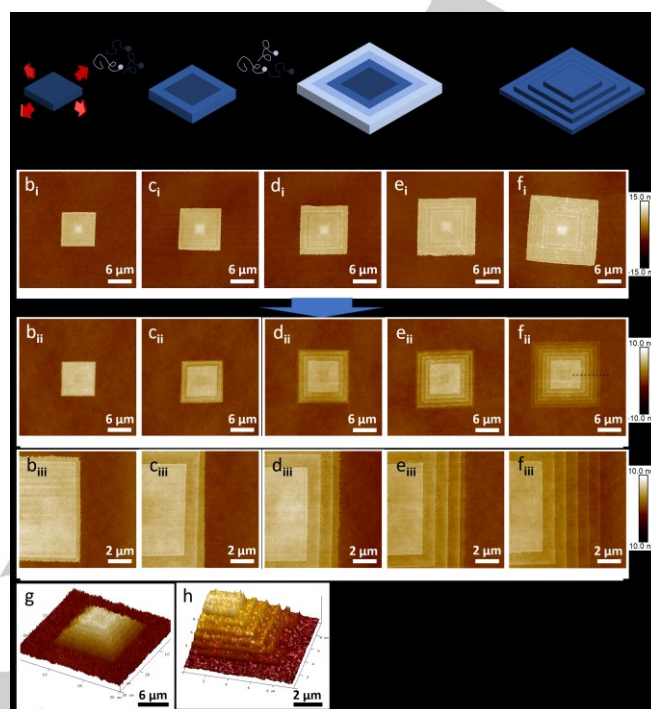 bi ci di ei fi
15.0 nm
-15.0 nm
6 μm 6 μm 6 μm 6 μm 6 μm
bii cii dii eii fii
10.0 nm
-10.0 nm
6 μm 6 μm 6 μm 6 μm 6 μm
biii ciii diii eiii fiii
10.0 nm
-10.0 nm
2 μm 2 μm 2 μm 2 μm 2 μm
g h
6 μm 2 μm